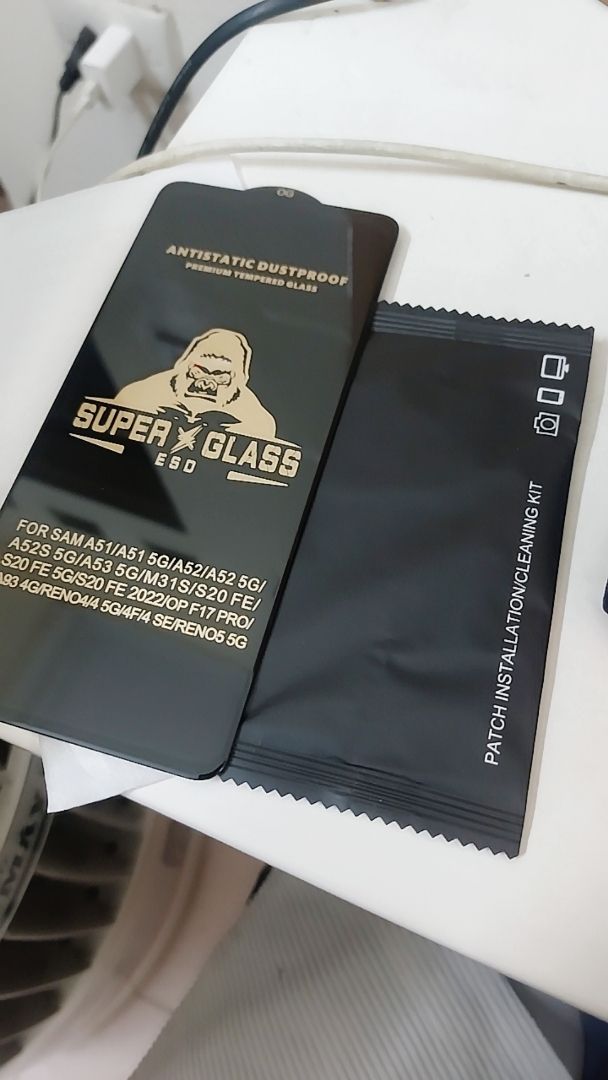 OG
ANTISTATIC DUSTPROOF
PREMIUM TEMPERED GLASS
SUPER X GLASS
ESD
FOR SAM A51/A51 5G/A52/A52 5G/
A52S 5G/A53 5G/M31S/S20 FE/
S20 FE 5G/S20 FE 2022/OP F17 PRO/
A93 4G/RENO4/4 5G/4F/4 SE/RENO5 5G
PATCH INSTALLATION/CLEANING KIT